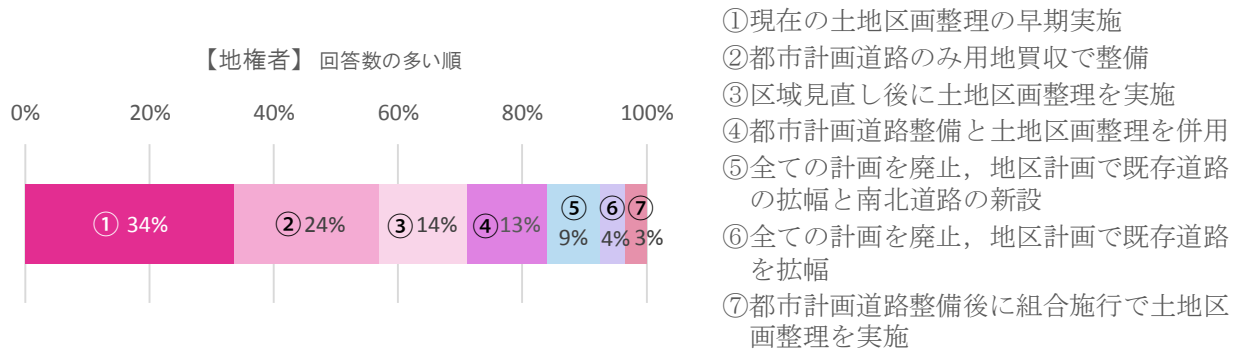 【地権者】 回答数の多い順
0% 20% 40% 60% 80% 100%
① 34% ② 24% ③ 14% ④ 13% ⑤ 9% ⑥ 4% ⑦ 3%
①現在の土地区画整理の早期実施
②都市計画道路のみ用地買収で整備
③区域見直し後に土地区画整理を実施
④都市計画道路整備と土地区画整理を併用
⑤全ての計画を廃止，地区計画で既存道路
の拡幅と南北道路の新設
⑥全ての計画を廃止，地区計画で既存道路
を拡幅
⑦都市計画道路整備後に組合施行で土地区
画整理を実施